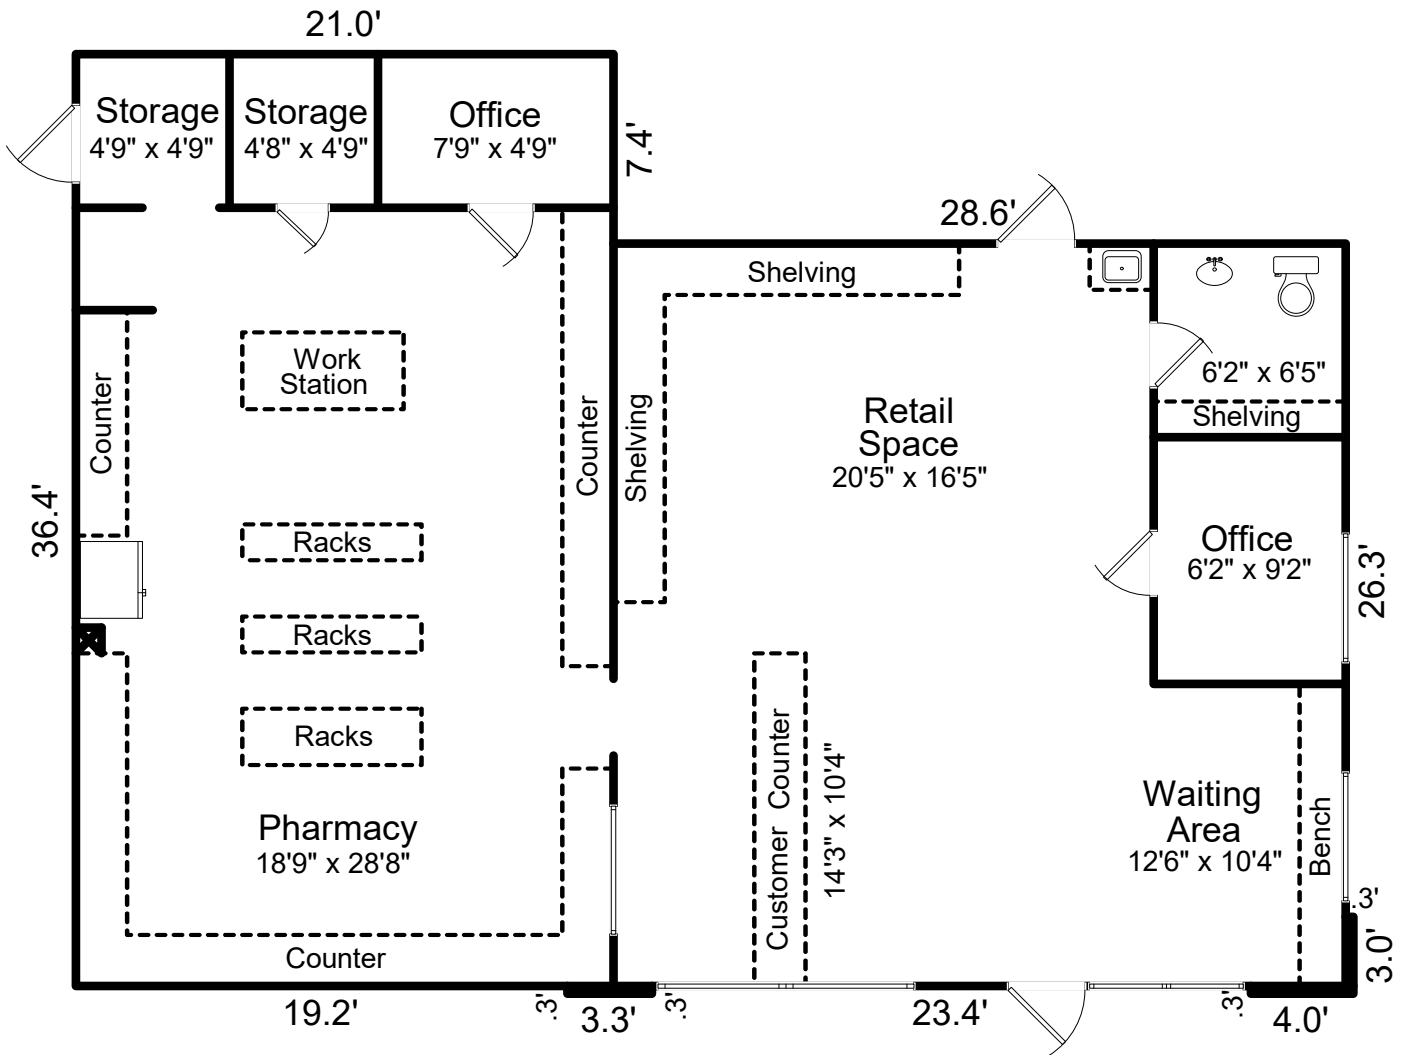 21.0'
Storage
4'9" x 4'9"
Storage
4'8" x 4'9"
Office
7'9" x 4'9"
7.4'
28.6'
Shelving
Work
Station
Counter
Counter
Shelving
Retail
Space
20'5" x 16'5"
6'2" x 6'5"
Shelving
36.4'
Racks
Office
6'2" x 9'2"
26.3'
Racks
Racks
Pharmacy
18'9" x 28'8"
Customer Counter
14'3" x 10'4"
Waiting
Area
12'6" x 10'4"
Bench
.3'
3.0'
Counter
19.2'
.3'
3.3'
.3'
23.4'
.3'
4.0'